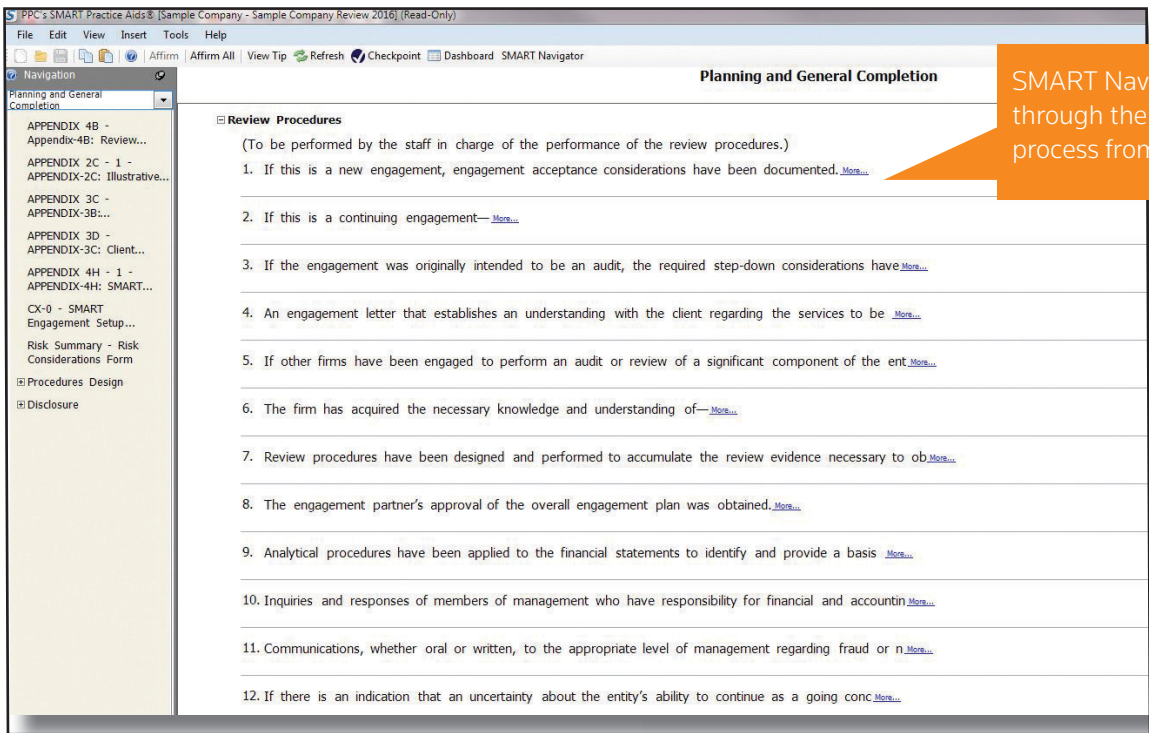 PPC's SMART Practice Aids® [Sample Company - Sample Company Review 2016] (Read-Only)
File Edit View Insert Tools Help
Affirm Affirm All View Tip Refresh Checkpoint Dashboard SMART Navigator
Navigation
Planning and General Completion
SMART Nav
through the
process from
Planning and General
Completion
APPENDIX 4B -
Appendix-4B: Review...
APPENDIX 2C - 1 -
APPENDIX-2C: Illustrative...
APPENDIX 3C -
APPENDIX-3B:...
APPENDIX 3D -
APPENDIX-3C: Client...
APPENDIX 4H - 1 -
APPENDIX-4H: SMART...
CX-0 - SMART
Engagement Setup...
Risk Summary - Risk
Considerations Form
Procedures Design
Disclosure
Review Procedures
(To be performed by the staff in charge of the performance of the review procedures.)
1. If this is a new engagement, engagement acceptance considerations have been documented. More...
2. If this is a continuing engagement— More...
3. If the engagement was originally intended to be an audit, the required step-down considerations have More...
4. An engagement letter that establishes an understanding with the client regarding the services to be More...
5. If other firms have been engaged to perform an audit or review of a significant component of the ent More...
6. The firm has acquired the necessary knowledge and understanding of— More...
7. Review procedures have been designed and performed to accumulate the review evidence necessary to ob More...
8. The engagement partner's approval of the overall engagement plan was obtained. More...
9. Analytical procedures have been applied to the financial statements to identify and provide a basis More...
10. Inquiries and responses of members of management who have responsibility for financial and accountin More...
11. Communications, whether oral or written, to the appropriate level of management regarding fraud or n More...
12. If there is an indication that an uncertainty about the entity's ability to continue as a going conc More...